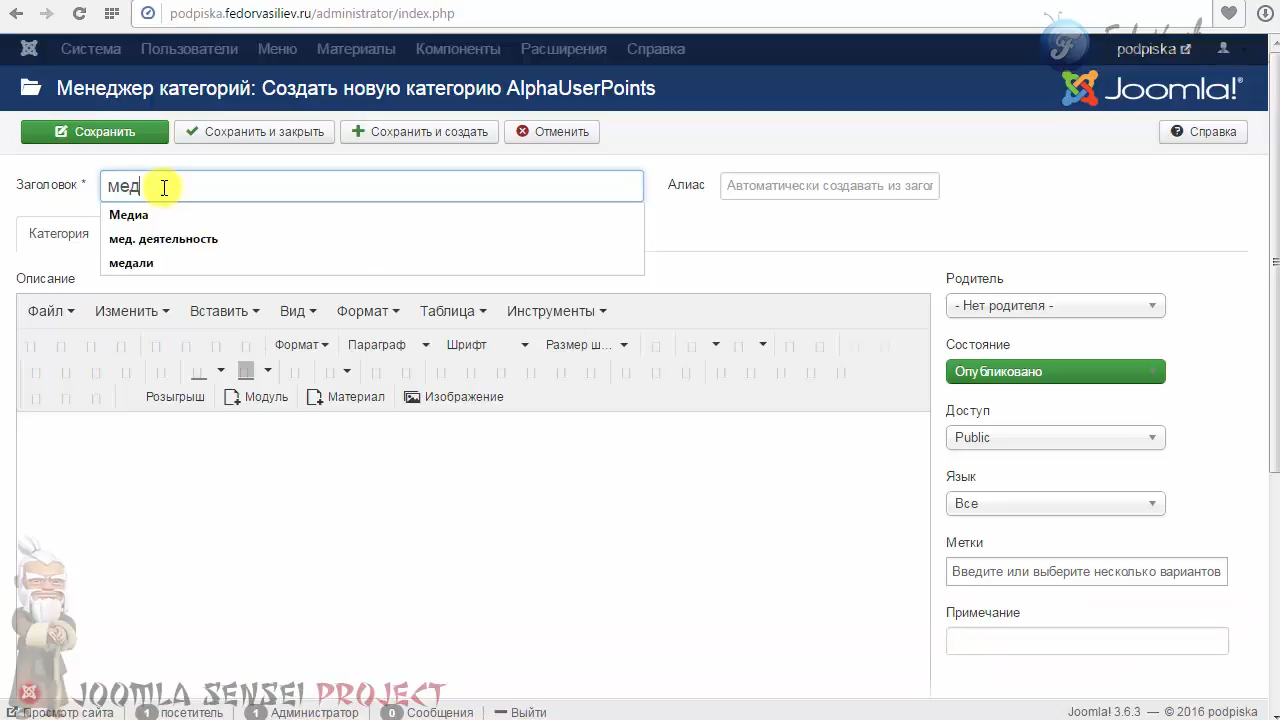 podpiska.fedorvasiliev.ru/administrator/index.php
Система Пользователи Меню Материалы Компоненты Расширения Справка podpiska
Менеджер категорий: Создать новую категорию AlphaUserPoints Joomla!®
Сохранить Сохранить и закрыть Сохранить и создать Отменить Справка
Заголовок * мед Алиас Автоматически создавать из загол
Медиа
мед. деятельность
медали
Категория
Описание Родитель
Файл Изменить Вставить Вид Формат Таблица Инструменты - Нет родителя -
Формат Параграф Шрифт Размер ш... Состояние
Опубликовано
Розыгрыш Модуль Материал Изображение
Доступ
Public
Язык
Все
Метки
Введите или выберите несколько вариантов
Примечание
JOOMLA SENSEI PROJECT
Просмотр сайта 1 посетитель 1 Администратор 0 Сообщения Выйти Joomla! 3.6.3 — © 2016 podpiska